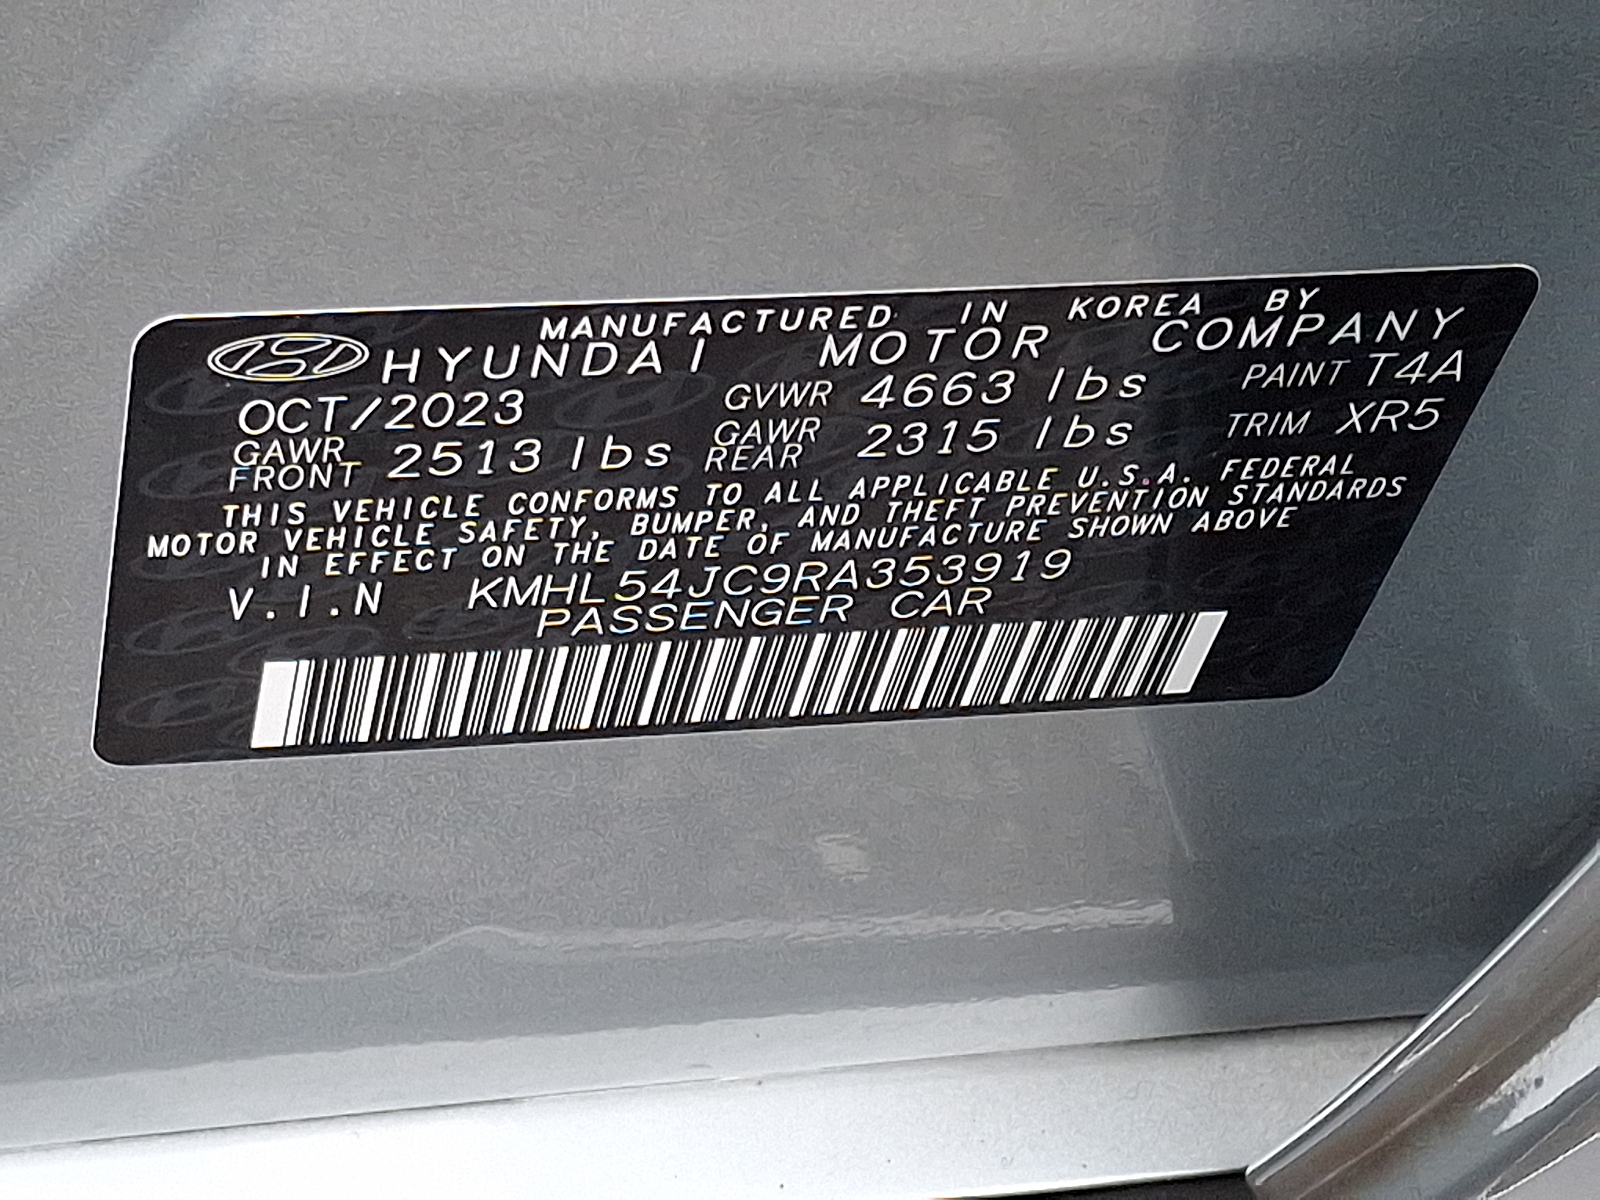 MANUFACTURED IN KOREA BY
HYUNDAI MOTOR COMPANY
OCT/2023 GVWR 4663 lbs PAINT T4A
GAWR FRONT 2513 lbs GAWR REAR 2315 lbs TRIM XR5
THIS VEHICLE CONFORMS TO ALL APPLICABLE U.S.A. FEDERAL
MOTOR VEHICLE SAFETY, BUMPER, AND THEFT PREVENTION STANDARDS
IN EFFECT ON THE DATE OF MANUFACTURE SHOWN ABOVE
V.I.N KMHL54JC9RA353919
PASSENGER CAR